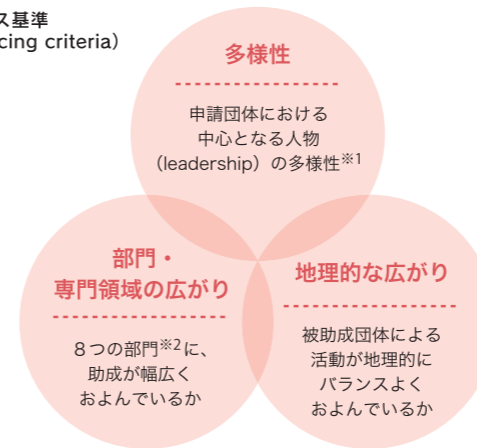 ス基準
cing criteria）
多様性
申請団体における
中心となる人物
（leadership）の多様性※1
部門・
専門領域の広がり
8つの部門※2に、
助成が幅広く
およんでいるか
地理的な広がり
被助成団体による
活動が地理的に
バランスよく
およんでいるか